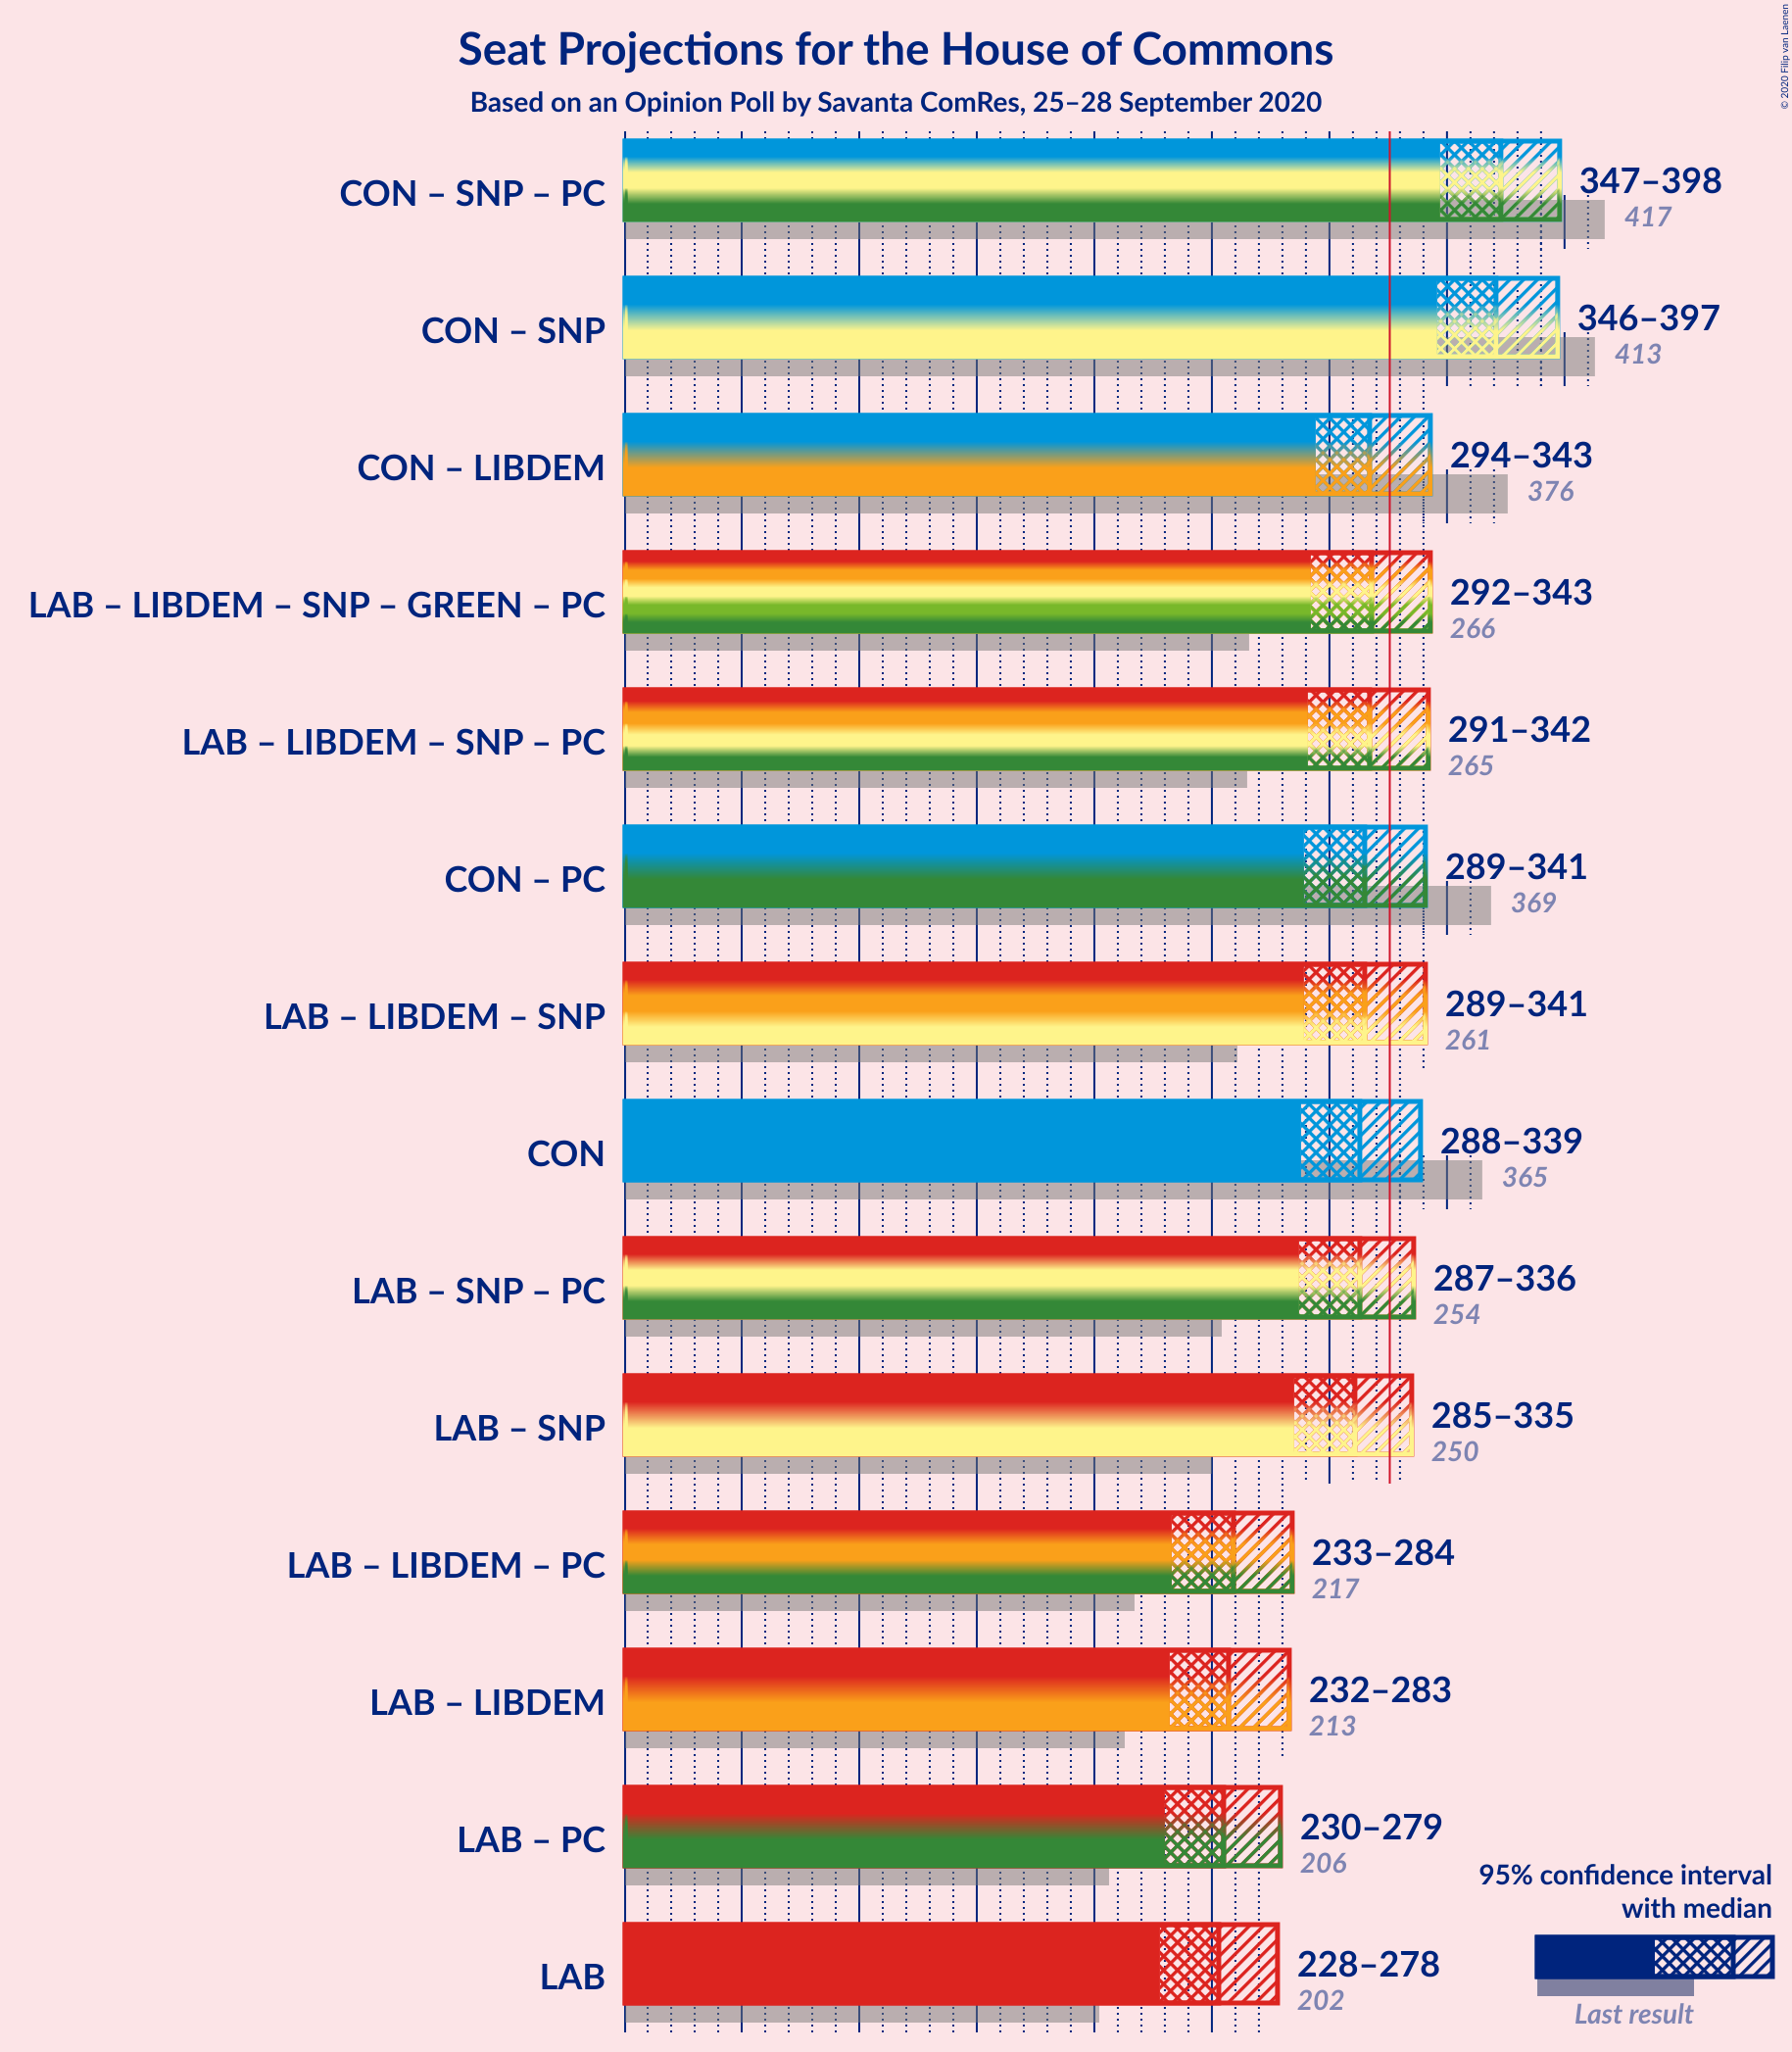 Seat Projections for the House of Commons
Based on an Opinion Poll by Savanta ComRes, 25–28 September 2020
© 2020 Filip van Laenen
CON – SNP – PC
347–398
417
CON – SNP
346–397
413
CON – LIBDEM
294–343
376
LAB – LIBDEM – SNP – GREEN – PC
292–343
266
LAB – LIBDEM – SNP – PC
291–342
265
CON – PC
289–341
369
LAB – LIBDEM – SNP
289–341
261
CON
288–339
365
LAB – SNP – PC
287–336
254
LAB – SNP
285–335
250
LAB – LIBDEM – PC
233–284
217
LAB – LIBDEM
232–283
213
LAB – PC
230–279
206
LAB
228–278
202
95% confidence interval
with median
Last result